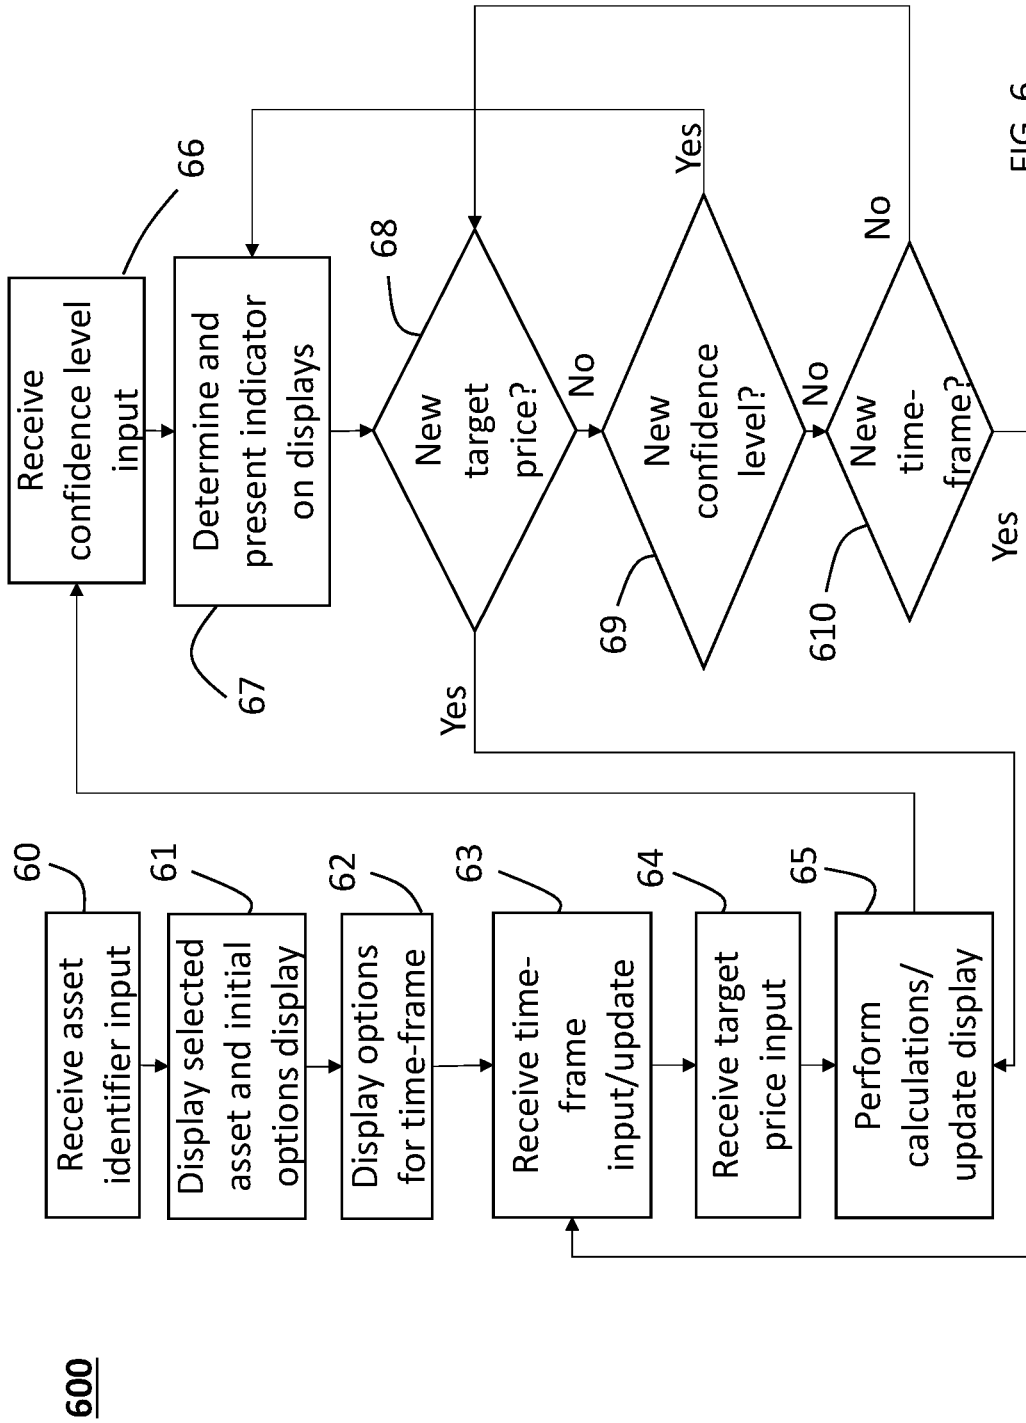 600
60
Receive asset
identifier input
61
Display selected
asset and initial
options display
62
Display options
for time-frame
63
Receive time-
frame
input/update
64
Receive target
price input
65
Perform
calculations/
update display
66
Receive
confidence level
input
67
Determine and
present indicator
on displays
68
New
target
price?
Yes
No
69
New
confidence
level?
Yes
No
610
New
time-
frame?
No
Yes
FIG. 6